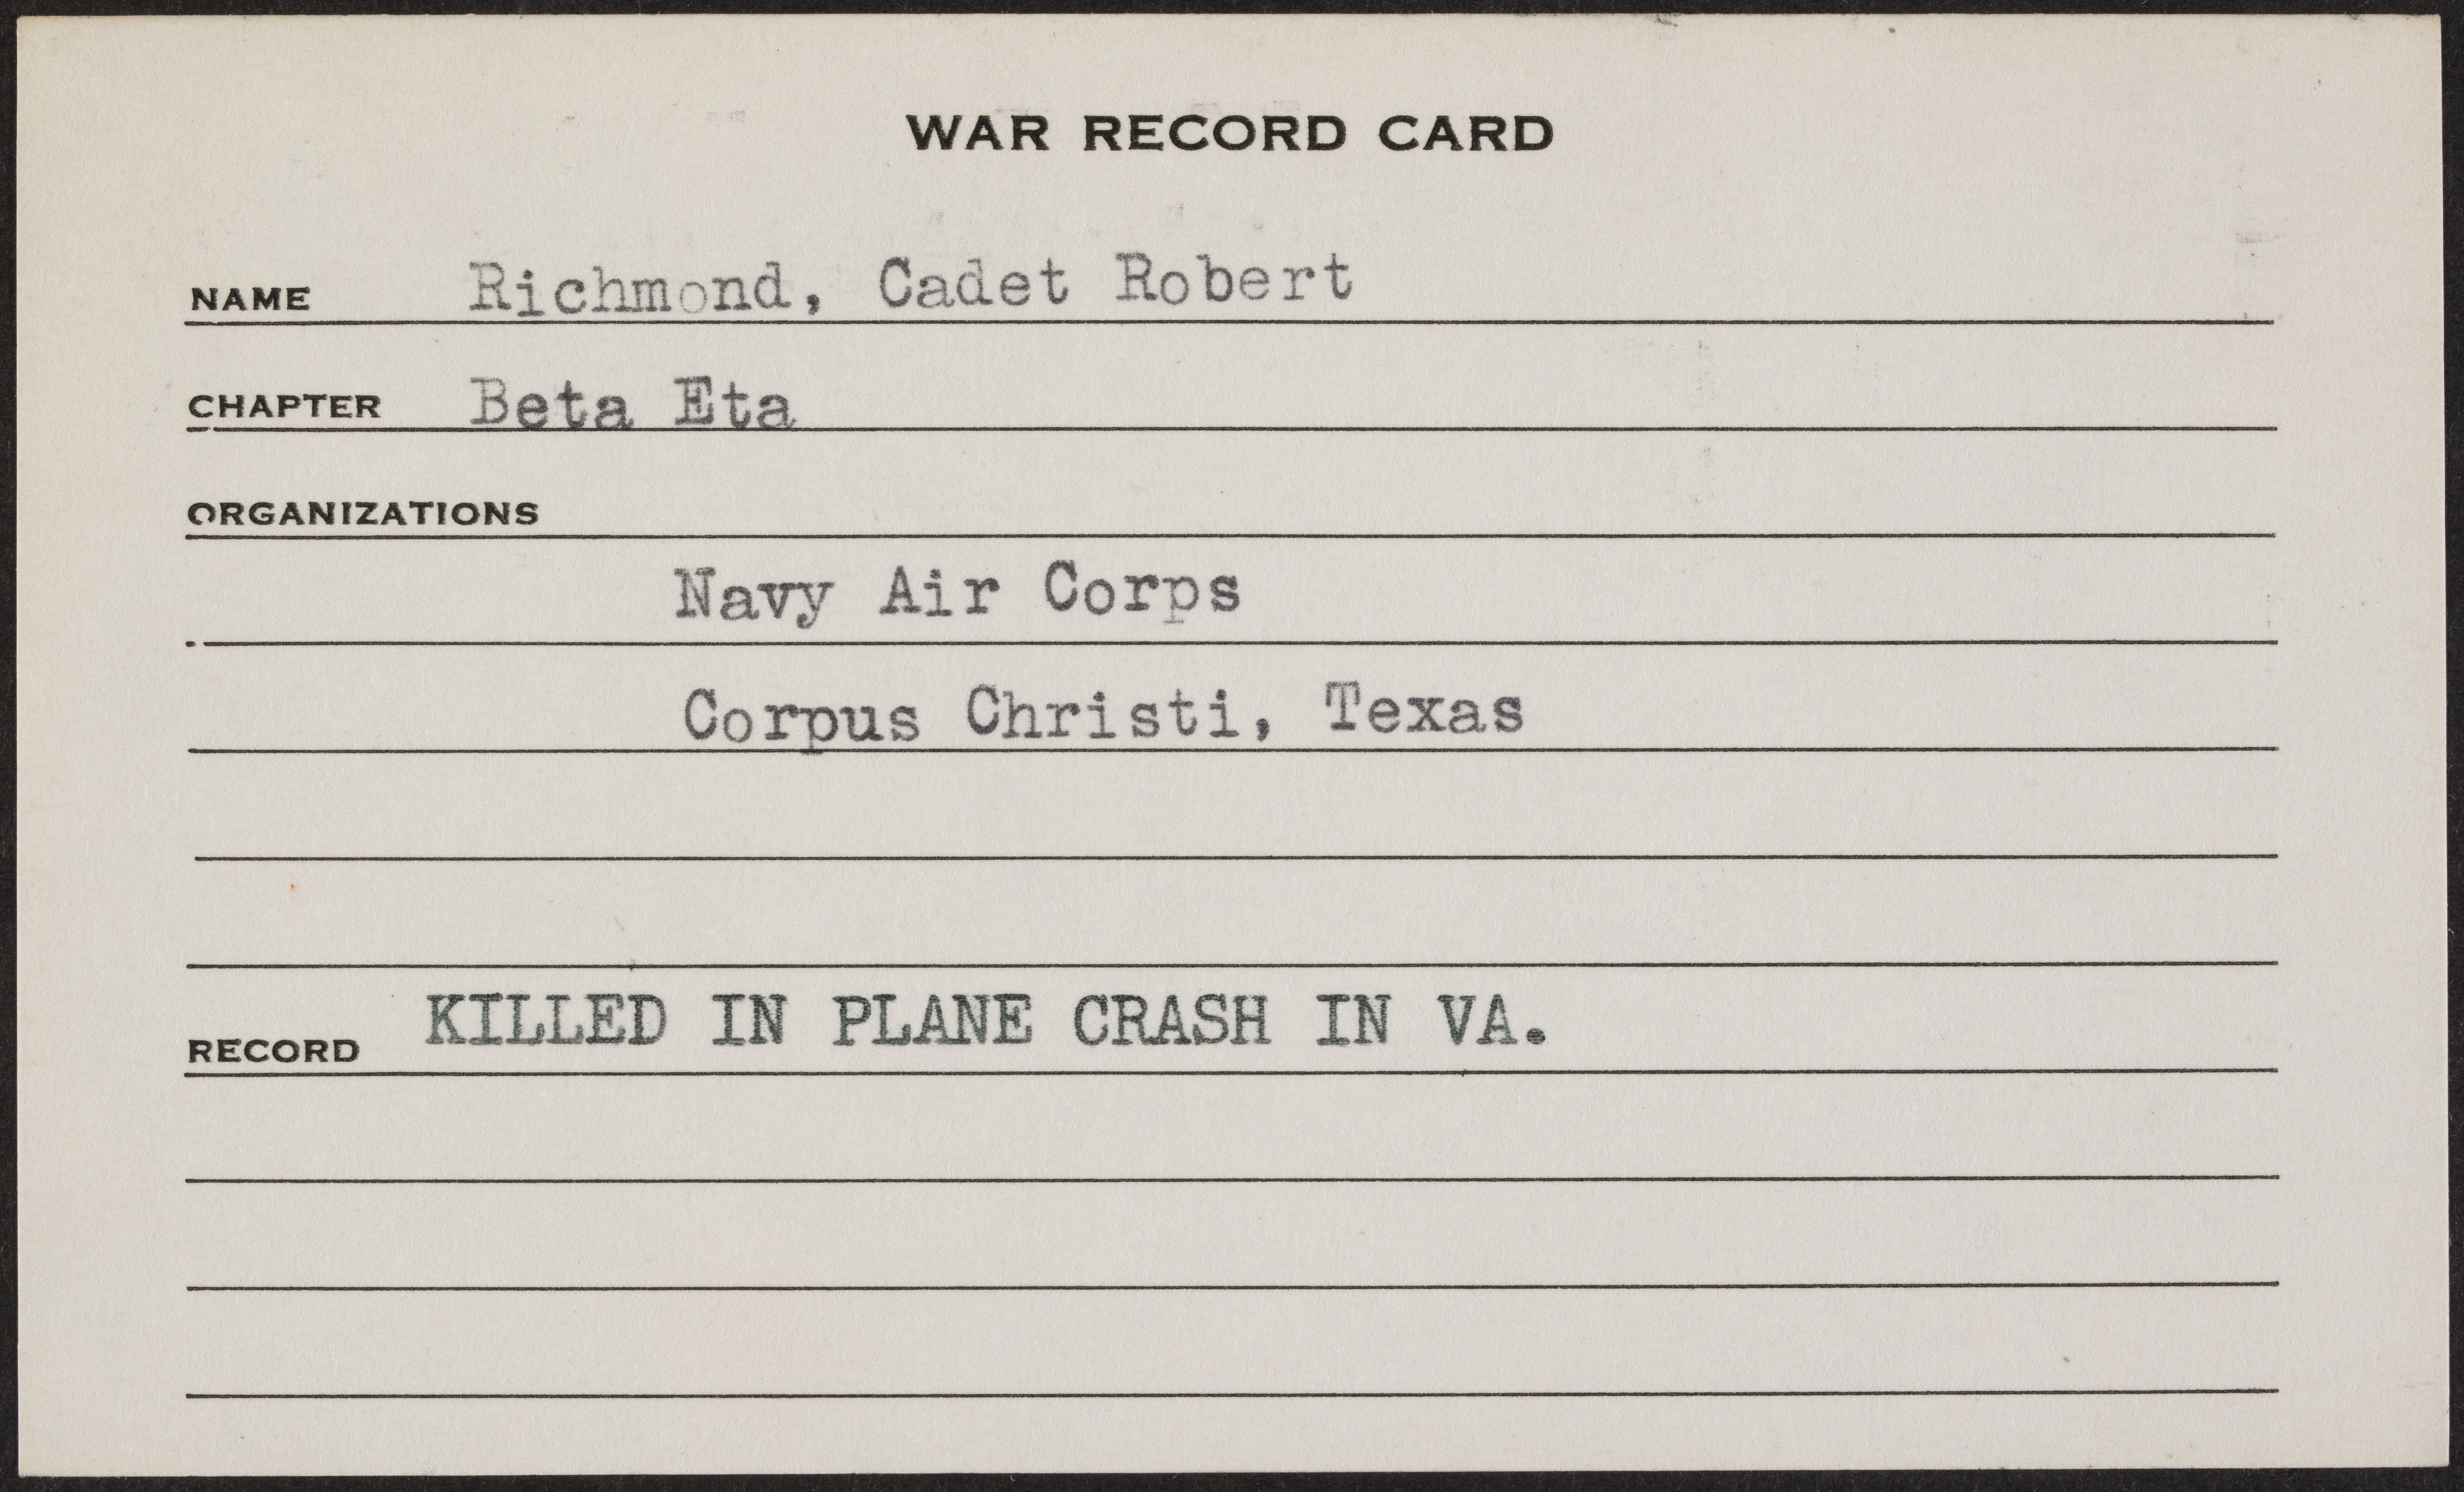 WAR RECORD CARD
NAME Richmond, Cadet Robert
CHAPTER Beta Eta
ORGANIZATIONS
Navy Air Corps
Corpus Christi, Texas
RECORD KILLED IN PLANE CRASH IN VA.